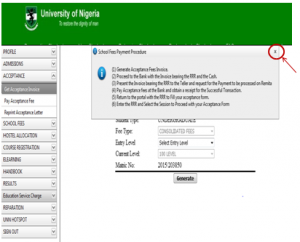 University of Nigeria
To restore the dignity of man
PROFILE
ADMISSIONS
ACCEPTANCE
Get Acceptance Invoice
Pay Acceptance Fee
Reprint Acceptance Letter
SCHOOL FEES
HOSTEL ALLOCATION
COURSE REGISTRATION
ELEARNING
HANDBOOK
RESULTS
Education Service Charge
REPARATION
UNN HOTSPOT
SIGN OUT
School Fees Payment Procedure
x
(1) Generate Acceptance Fees Invoice.
(2) Proceed to the Bank with the Invoice bearing the RRR and the Cash.
(3) Present the Invoice bearing the RRR to the Teller and request for the Payment to be processed on Remita
(4) Pay Acceptance fees at the Bank and obtain a receipt for the Successful Transaction.
(5) Return to the portal with the RRR to Fill your acceptance form.
(6) Enter the RRR and Select the Session to Proceed with your Acceptance Form
Student Type: UNDERGRADUATE
Fee Type: CONSOLIDATED FEES
Entry Level: Select Entry Level
Current Level: 100 LEVEL
Matric No: 2015/203850
Generate